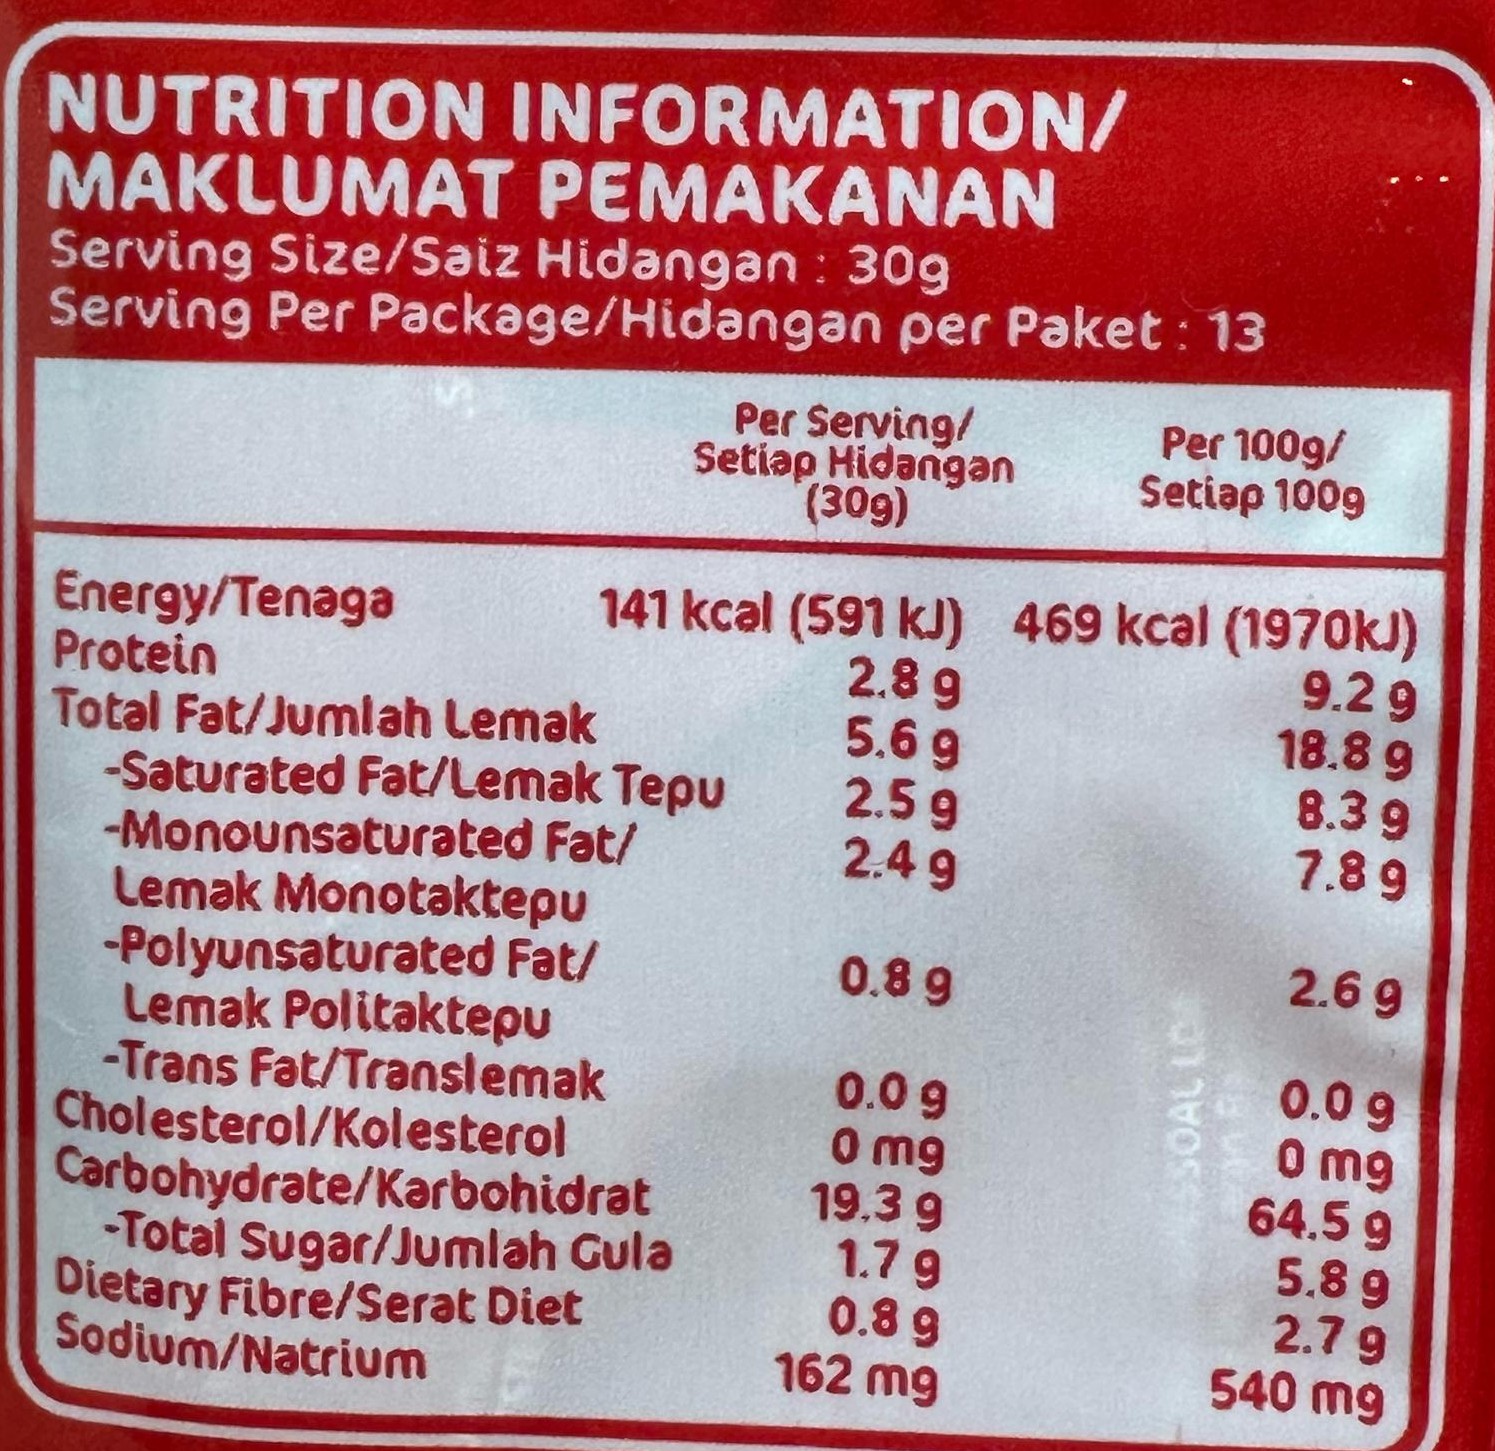 NUTRITION INFORMATION/
MAKLUMAT PEMAKANAN
Serving Size/Saiz Hidangan : 30g
Serving Per Package/Hidangan per Paket : 13
Per Serving/
Setiap Hidangan
(30g)
Per 100g/
Setiap 100g
Energy/Tenaga 141 kcal (591 kJ) 469 kcal (1970kJ)
Protein 2.8 g 9.2 g
Total Fat/Jumlah Lemak 5.6 g 18.8 g
-Saturated Fat/Lemak Tepu 2.5 g 8.3 g
-Monounsaturated Fat/ 2.4 g 7.8 g
Lemak Monotaktepu
-Polyunsaturated Fat/ 0.8 g 2.6 g
Lemak Politaktepu
-Trans Fat/Translemak 0.0 g 0.0 g
Cholesterol/Kolesterol 0 mg 0 mg
Carbohydrate/Karbohidrat 19.3 g 64.5 g
-Total Sugar/Jumlah Gula 1.7 g 5.8 g
Dietary Fibre/Serat Diet 0.8 g 2.7 g
Sodium/Natrium 162 mg 540 mg